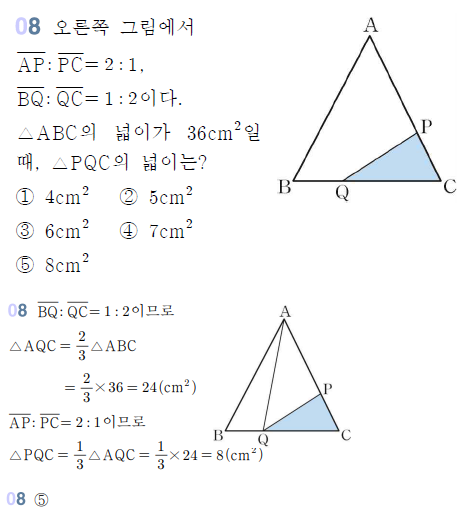 08 오른쪽 그림에서
AP : PC = 2 : 1,
BQ : QC = 1 : 2이다.
△ABC의 넓이가 36cm²일
때, △PQC의 넓이는?
① 4cm² ② 5cm²
③ 6cm² ④ 7cm²
⑤ 8cm²
A
P
B
Q
C
08 BQ : QC = 1 : 2이므로
△AQC = 2/3 △ABC
= 2/3 × 36 = 24(cm²)
AP : PC = 2 : 1이므로
△PQC = 1/3 △AQC = 1/3 × 24 = 8(cm²)
A
P
B
Q
C
08 ⑤